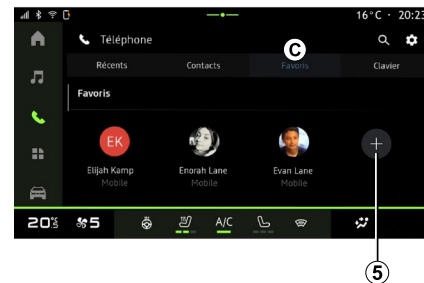 16°C · 20:23
Téléphone
C
Récents Contacts Favoris Clavier
Favoris
EK
Elijah Kamp Enorah Lane Evan Lane
Mobile Mobile Mobile
20 5 A/C
5